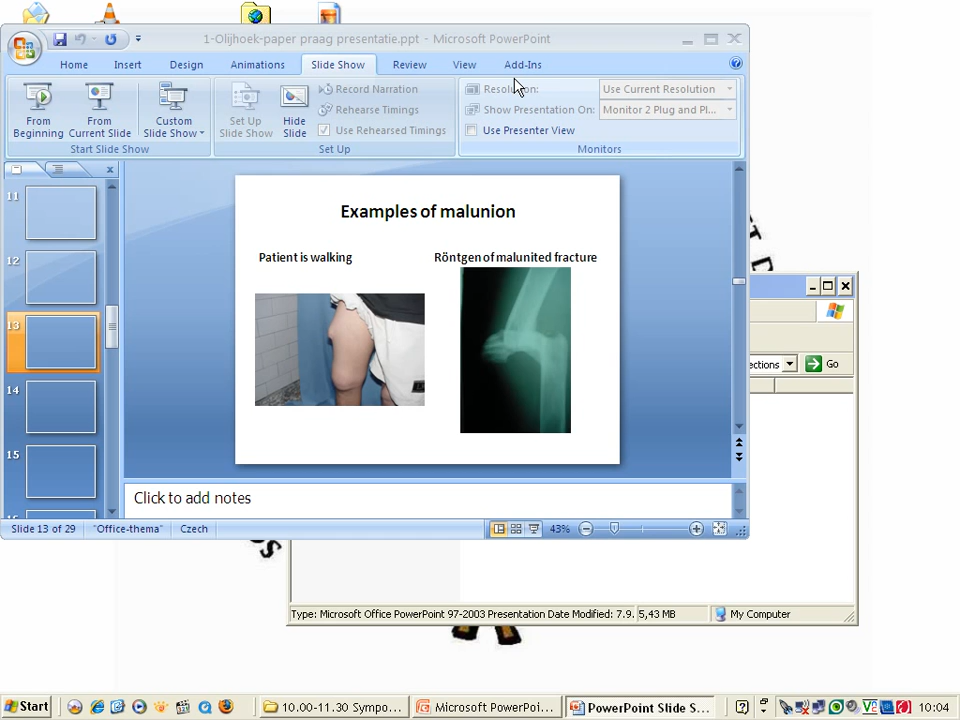 1-Olijhoek-paper praag presentatie.ppt - Microsoft PowerPoint
Home Insert Design Animations Slide Show Review View Add-Ins
From Beginning
From Current Slide
Custom Slide Show
Start Slide Show
Set Up Slide Show
Hide Slide
Record Narration
Rehearse Timings
Use Rehearsed Timings
Set Up
Resolution: Use Current Resolution
Show Presentation On: Monitor 2 Plug and Pl...
Use Presenter View
Monitors
11
12
13
14
15
Examples of malunion
Patient is walking
Röntgen of malunited fracture
Click to add notes
Slide 13 of 29 "Office-thema" Czech 43%
Go
Type: Microsoft Office PowerPoint 97-2003 Presentation Date Modified: 7.9. 5,43 MB My Computer
Start 10.00-11.30 Sympo... Microsoft PowerPoi... PowerPoint Slide S... 10:04